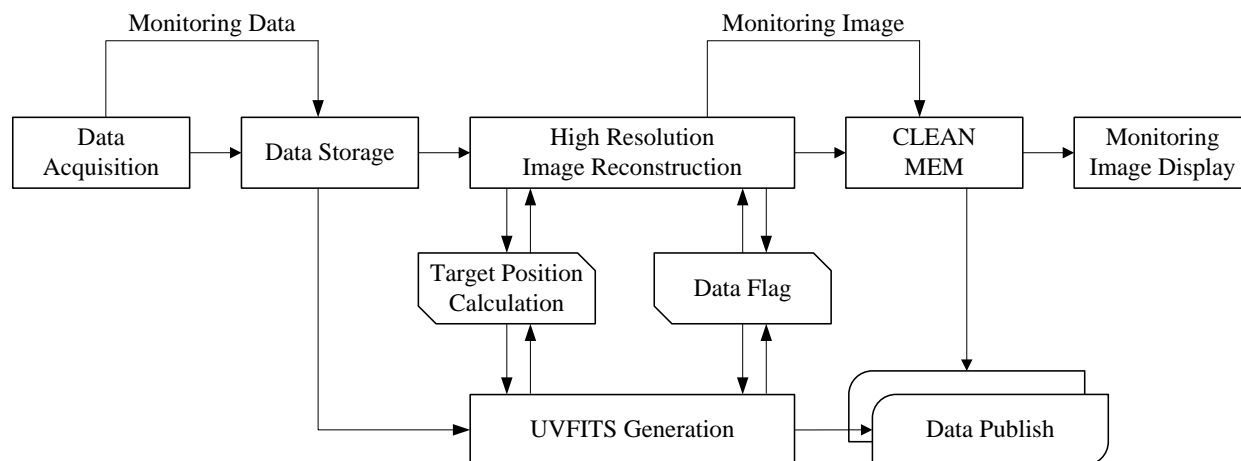 Monitoring Data
Monitoring Image
Data
Acquisition
Data Storage
High Resolution
Image Reconstruction
CLEAN
MEM
Monitoring
Image Display
Target Position
Calculation
Data Flag
UVFITS Generation
Data Publish